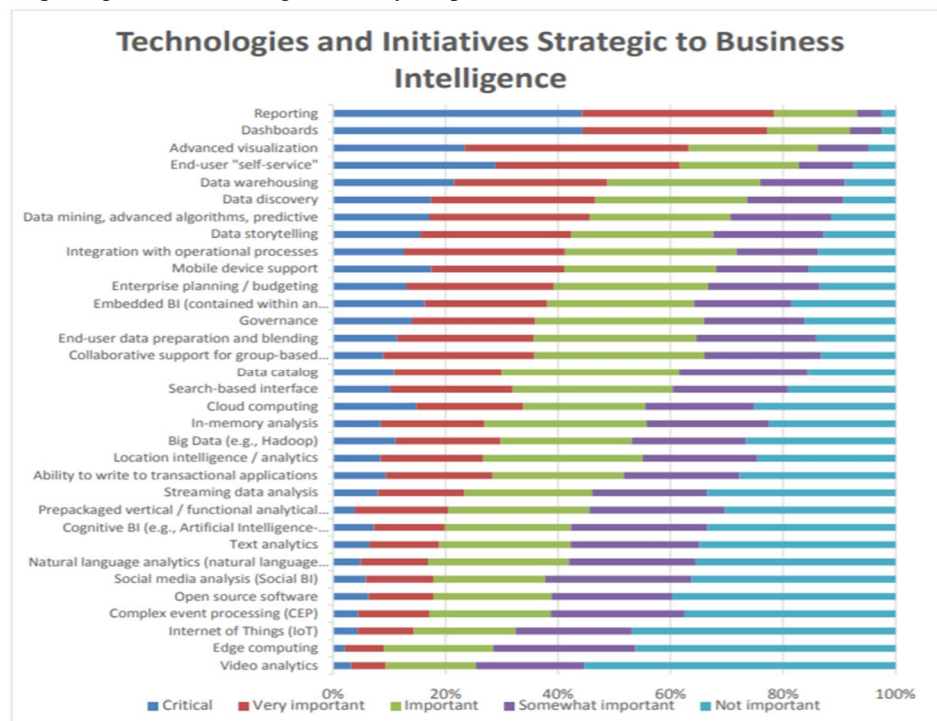 Technologies and Initiatives Strategic to Business
Intelligence
Reporting
Dashboards
Advanced visualization
End-user "self-service"
Data warehousing
Data discovery
Data mining, advanced algorithms, predictive
Data storytelling
Integration with operational processes
Mobile device support
Enterprise planning / budgeting
Embedded BI (contained within an...
Governance
End-user data preparation and blending
Collaborative support for group-based...
Data catalog
Search-based interface
Cloud computing
In-memory analysis
Big Data (e.g., Hadoop)
Location intelligence / analytics
Ability to write to transactional applications
Streaming data analysis
Prepackaged vertical / functional analytical...
Cognitive BI (e.g., Artificial Intelligence-...
Text analytics
Natural language analytics (natural language...
Social media analysis (Social BI)
Open source software
Complex event processing (CEP)
Internet of Things (IoT)
Edge computing
Video analytics
0% 20% 40% 60% 80% 100%
Critical Very important Important Somewhat important Not important